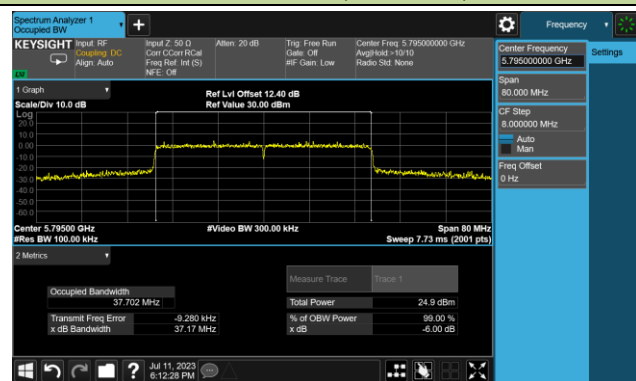 Spectrum Analyzer 1
Occupied BW
+
Frequency
KEYSIGHT
Input: RF
Coupling: DC
Align: Auto
Input Z: 50 Ω
Corr CCorr RCal
Freq Ref: Int (S)
NFE: Off
Atten: 20 dB
Trig: Free Run
Gate: Off
#IF Gain: Low
Center Freq: 5.795000000 GHz
Avg|Hold:>10/10
Radio Std: None
Center Frequency
5.795000000 GHz
Settings
Span
80.000 MHz
CF Step
8.000000 MHz
Auto
Man
Freq Offset
0 Hz
1 Graph
Scale/Div 10.0 dB
Ref Lvl Offset 12.40 dB
Ref Value 30.00 dBm
Log
20.0
10.0
0.00
-10.0
-20.0
-30.0
-40.0
-50.0
-60.0
Center 5.79500 GHz
#Res BW 100.00 kHz
#Video BW 300.00 kHz
Span 80 MHz
Sweep 7.73 ms (2001 pts)
2 Metrics
Measure Trace
Trace 1
Occupied Bandwidth
37.702 MHz
Total Power
24.9 dBm
Transmit Freq Error
-9.280 kHz
% of OBW Power
99.00 %
x dB Bandwidth
37.17 MHz
x dB
-6.00 dB
?
Jul 11, 2023
6:12:28 PM